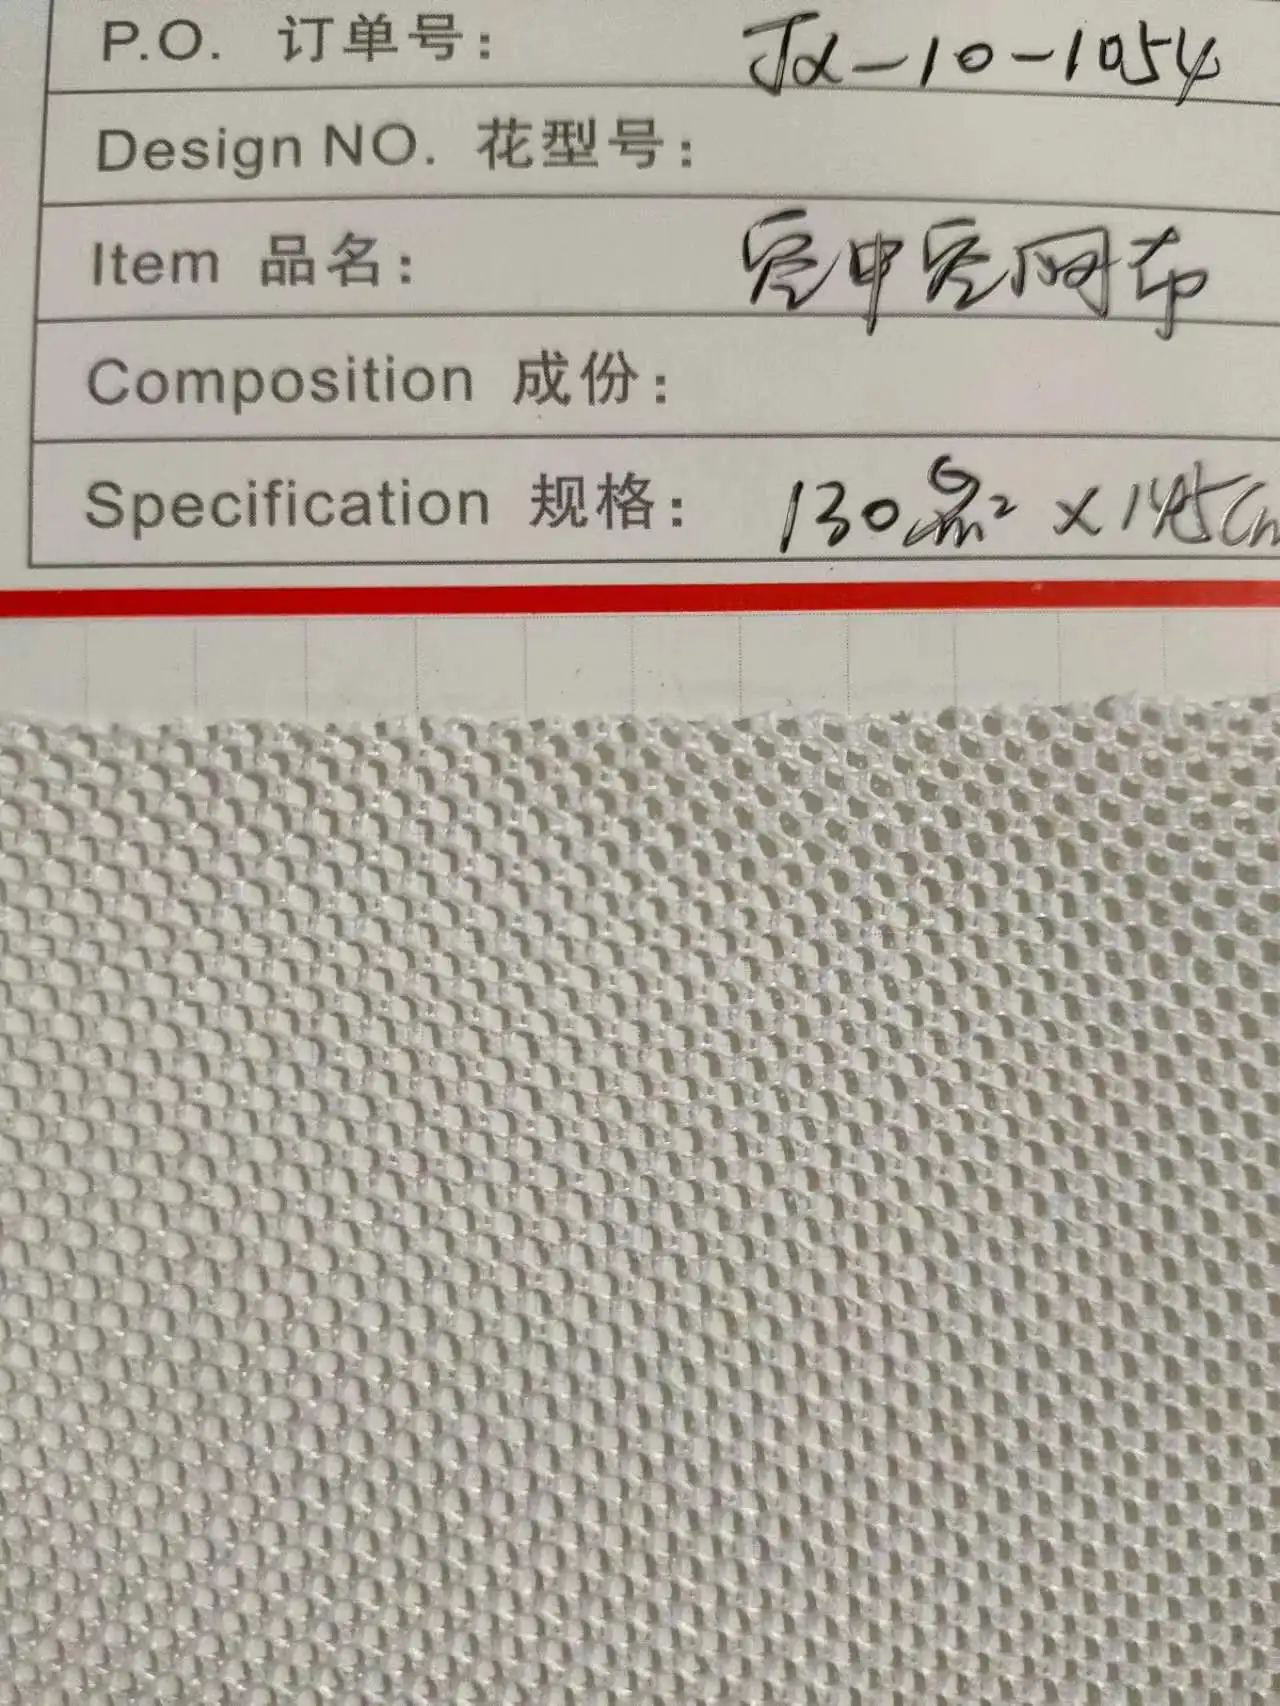 P.O. 订单号: Jα-10-1054
Design NO. 花型号:
Item 品名: 空中空网布
Composition 成份:
Specification 规格: 130g/m² x 145cm